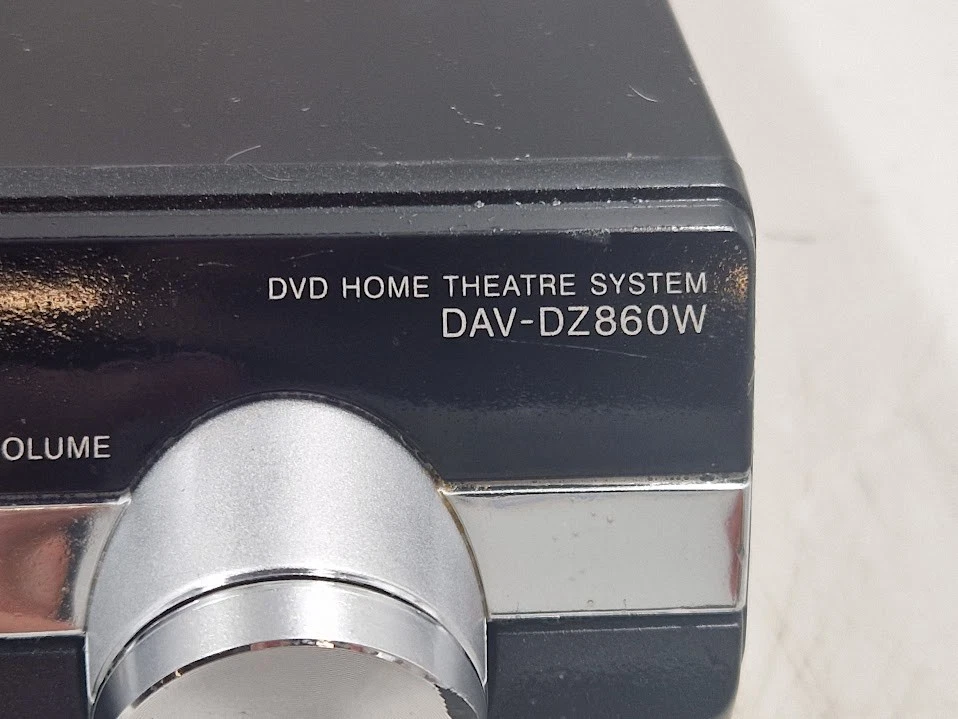 DVD HOME THEATRE SYSTEM
DAV-DZ860W
OLUME